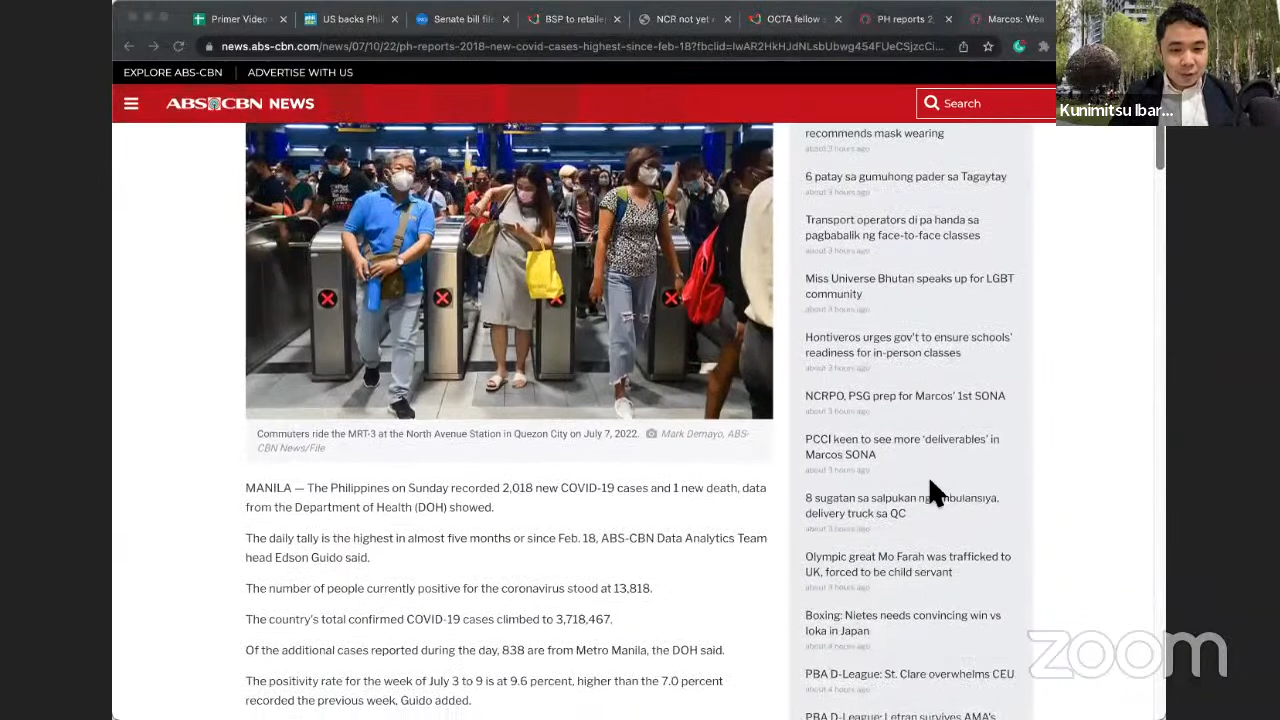 Primer Video
US backs Phi
Senate bill file
BSP to retailer
NCR not yet
OCTA fellow
PH reports 2,
Marcos: Wea
news.abs-cbn.com/news/07/10/22/ph-reports-2018-new-covid-cases-highest-since-feb-18?fbclid=IwAR2HkHJdNLsbUbwg454FUeCSjzcCi...
EXPLORE ABS-CBN
ADVERTISE WITH US
ABS-CBN NEWS
Search
Kunimitsu Ibar...
Commuters ride the MRT-3 at the North Avenue Station in Quezon City on July 7, 2022. Mark Demayo, ABS-
CBN News/File
MANILA — The Philippines on Sunday recorded 2,018 new COVID-19 cases and 1 new death, data
from the Department of Health (DOH) showed.
The daily tally is the highest in almost five months or since Feb. 18, ABS-CBN Data Analytics Team
head Edson Guido said.
The number of people currently positive for the coronavirus stood at 13,818.
The country's total confirmed COVID-19 cases climbed to 3,718,467.
Of the additional cases reported during the day, 838 are from Metro Manila, the DOH said.
The positivity rate for the week of July 3 to 9 is at 9.6 percent, higher than the 7.0 percent
recorded the previous week, Guido added.
recommends mask wearing
about 3 hours ago
6 patay sa gumuhong pader sa Tagaytay
about 3 hours ago
Transport operators di pa handa sa
pagbabalik ng face-to-face classes
about 3 hours ago
Miss Universe Bhutan speaks up for LGBT
community
about 3 hours ago
Hontiveros urges gov't to ensure schools'
readiness for in-person classes
about 3 hours ago
NCRPO, PSG prep for Marcos' 1st SONA
about 3 hours ago
PCCI keen to see more 'deliverables' in
Marcos SONA
about 3 hours ago
8 sugatan sa salpukan ng ambulansiya,
delivery truck sa QC
about 3 hours ago
Olympic great Mo Farah was trafficked to
UK, forced to be child servant
about 3 hours ago
Boxing: Nietes needs convincing win vs
Ioka in Japan
about 4 hours ago
PBA D-League: St. Clare overwhelms CEU
about 4 hours ago
PBA D-League: Letran survives AMA's
zoom